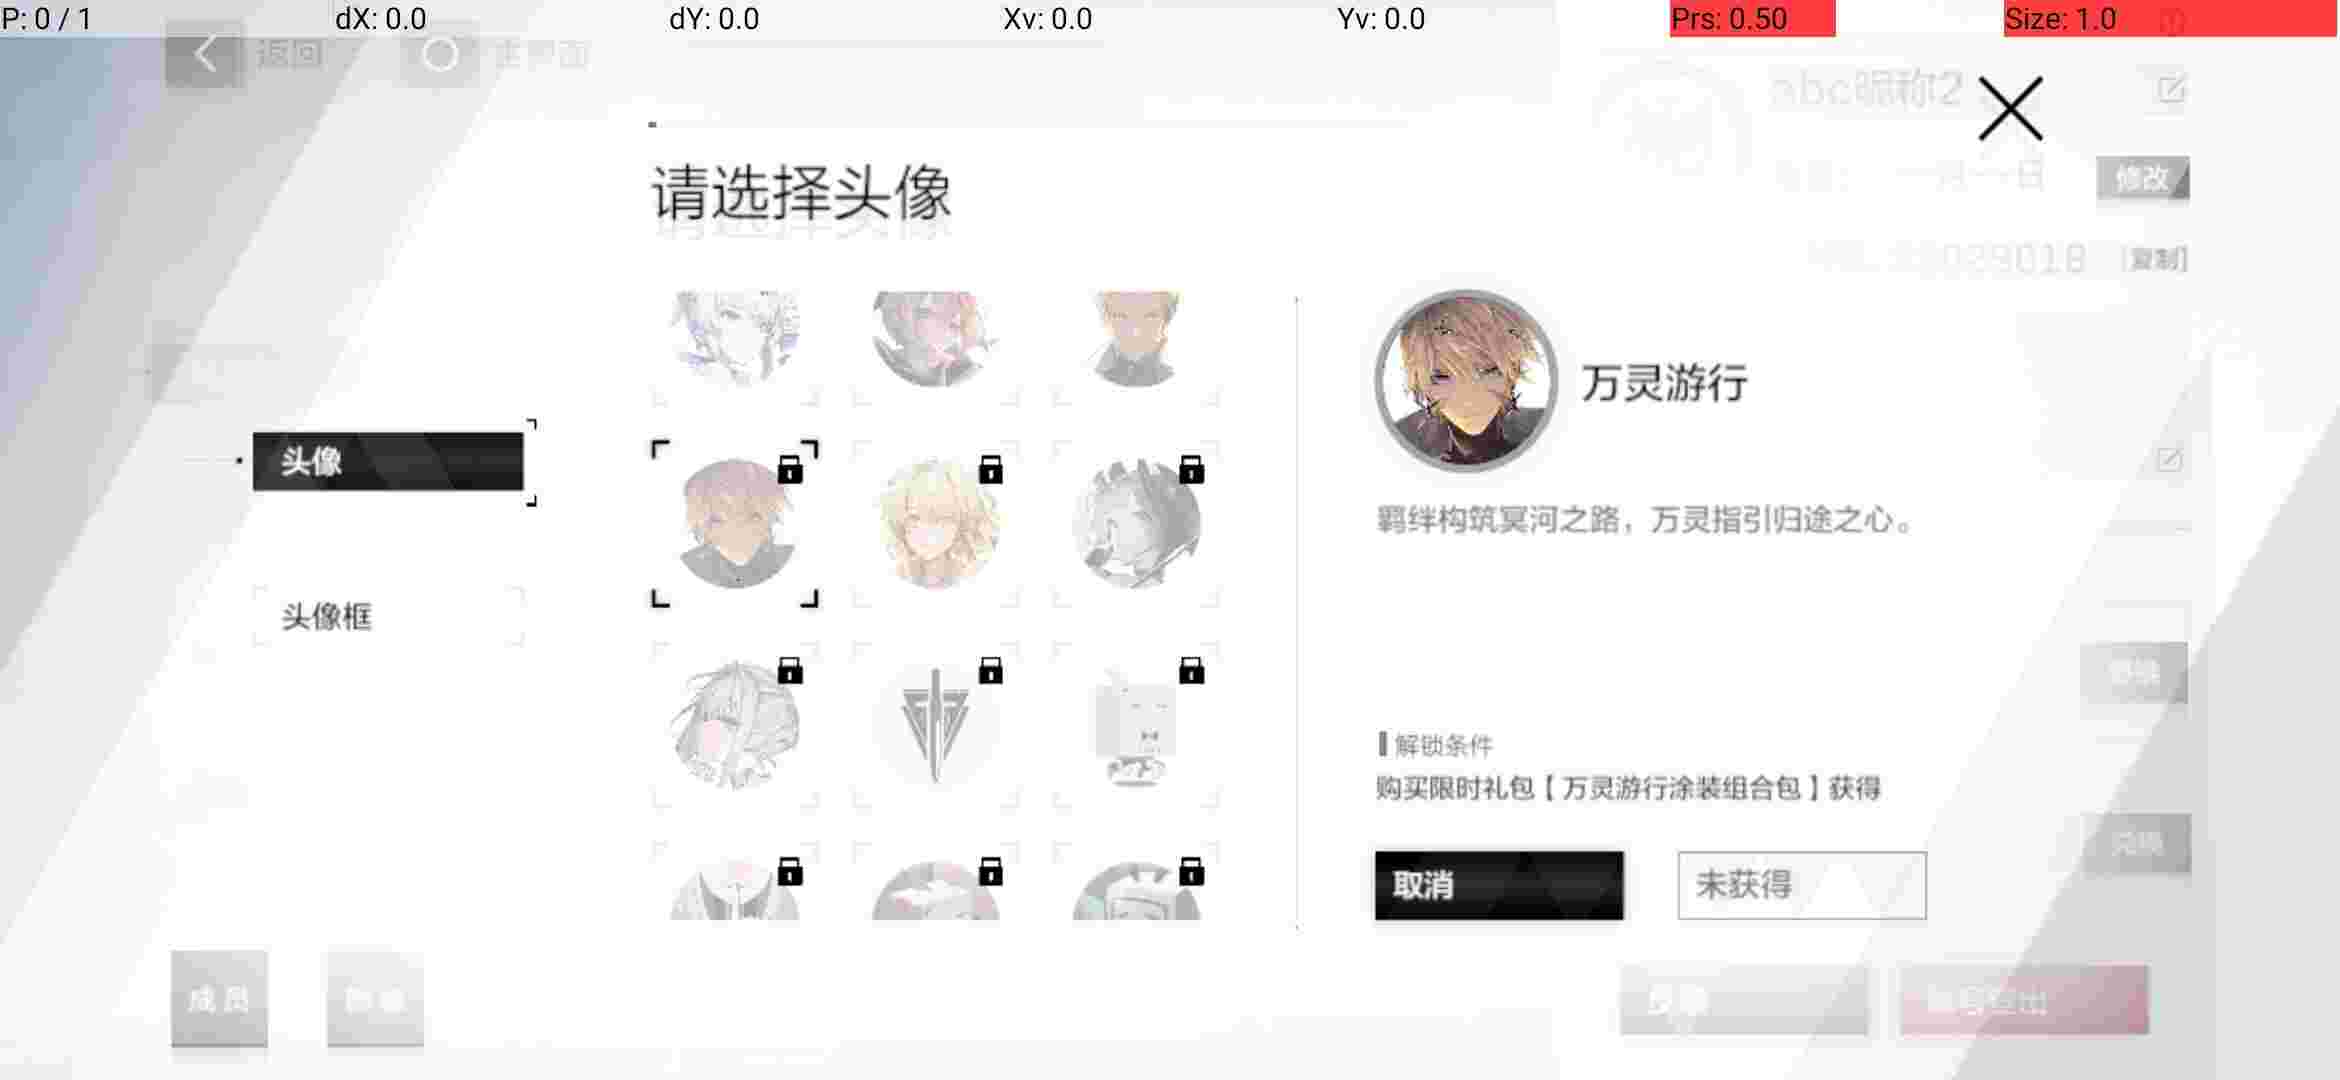 P: 0 / 1
dX: 0.0
dY: 0.0
Xv: 0.0
Yv: 0.0
Prs: 0.50
Size: 1.0
返回
主界面
abc昵称2
修改
请选择头像
[复制]
万灵游行
头像
羁绊构筑冥河之路，万灵指引归途之心。
头像框
解锁条件
购买限时礼包【万灵游行涂装组合包】获得
取消
未获得
成员